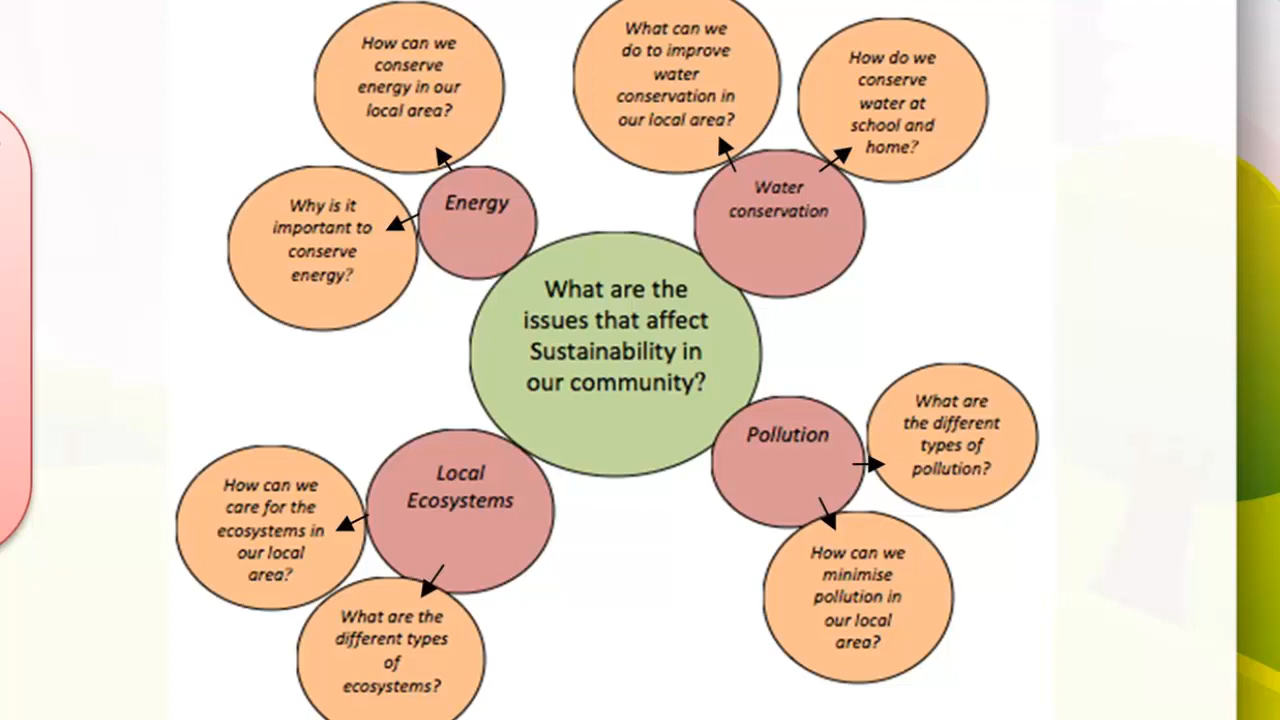 How can we
conserve
energy in our
local area?
What can we
do to improve
water
conservation in
our local area?
How do we
conserve
water at
school and
home?
Why is it
important to
conserve
energy?
Energy
Water
conservation
What are the
issues that affect
Sustainability in
our community?
Pollution
What are
the different
types of
pollution?
Local
Ecosystems
How can we
care for the
ecosystems in
our local
area?
How can we
minimise
pollution in
our local
area?
What are the
different types
of
ecosystems?